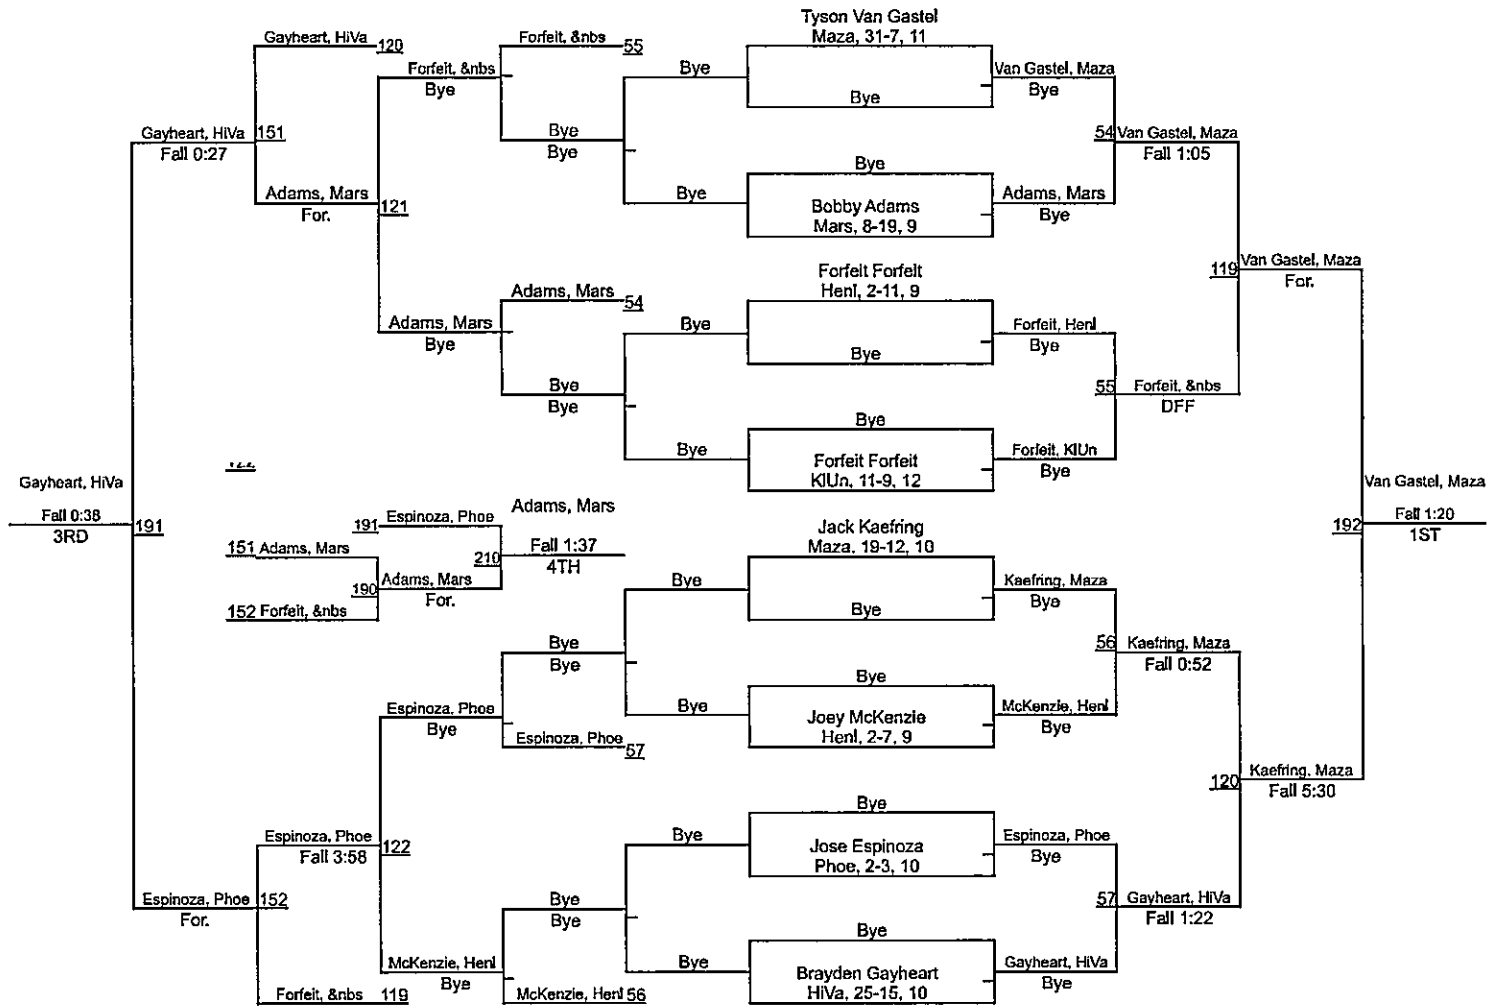 Tyson Van Gastel
Maza, 31-7, 11
Gayheart, HiVa 120
Forfeit, &nbs 55
Forfeit, &nbs
Bye
Bye
Van Gastel, Maza
Bye
Bye
Gayheart, HiVa 151
Fall 0:27
Bye
Bye
54 Van Gastel, Maza
Fall 1:05
Bye
Adams, Mars
For.
121
Bye
Bobby Adams
Mars, 8-19, 9
Adams, Mars
Bye
Forfeit Forfeit
Henl, 2-11, 9
119 Van Gastel, Maza
For.
Adams, Mars 54
Adams, Mars
Bye
Bye
Forfeit, Henl
Bye
Bye
Bye
Bye
55 Forfeit, &nbs
DFF
Bye
Bye
Forfeit Forfeit
KlUn, 11-9, 12
Forfeit, KlUn
Bye
122
Gayheart, HiVa
Fall 0:38
3RD
191
191 Espinoza, Phoe
Adams, Mars
Fall 1:37
4TH
210
Jack Kaefring
Maza, 19-12, 10
192
Van Gastel, Maza
Fall 1:20
1ST
151 Adams, Mars
190 Adams, Mars
For.
152 Forfeit, &nbs
Bye
Kaefring, Maza
Bye
Bye
Bye
Bye
56 Kaefring, Maza
Fall 0:52
Bye
Espinoza, Phoe
Bye
Bye
Joey McKenzie
Henl, 2-7, 9
McKenzie, Henl
Bye
Espinoza, Phoe 57
120 Kaefring, Maza
Fall 5:30
Bye
Espinoza, Phoe
Fall 3:58
122
Bye
Jose Espinoza
Phoe, 2-3, 10
Espinoza, Phoe
Bye
Espinoza, Phoe 152
For.
Bye
Bye
57 Gayheart, HiVa
Fall 1:22
Bye
McKenzie, Henl
Bye
Bye
Brayden Gayheart
HiVa, 25-15, 10
Gayheart, HiVa
Bye
Forfeit, &nbs 119
McKenzie, Henl 56